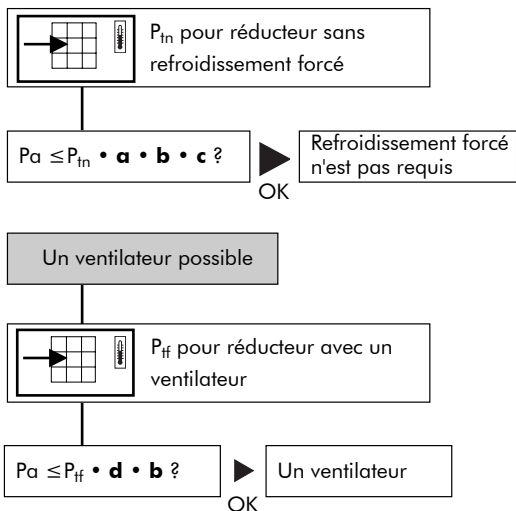 Ptn pour réducteur sans
refroidissement forcé
Pa ≤Ptn • a • b • c ?
OK
Refroidissement forcé
n'est pas requis
Un ventilateur possible
Ptf pour réducteur avec un
ventilateur
Pa ≤Ptf • d • b ?
OK
Un ventilateur